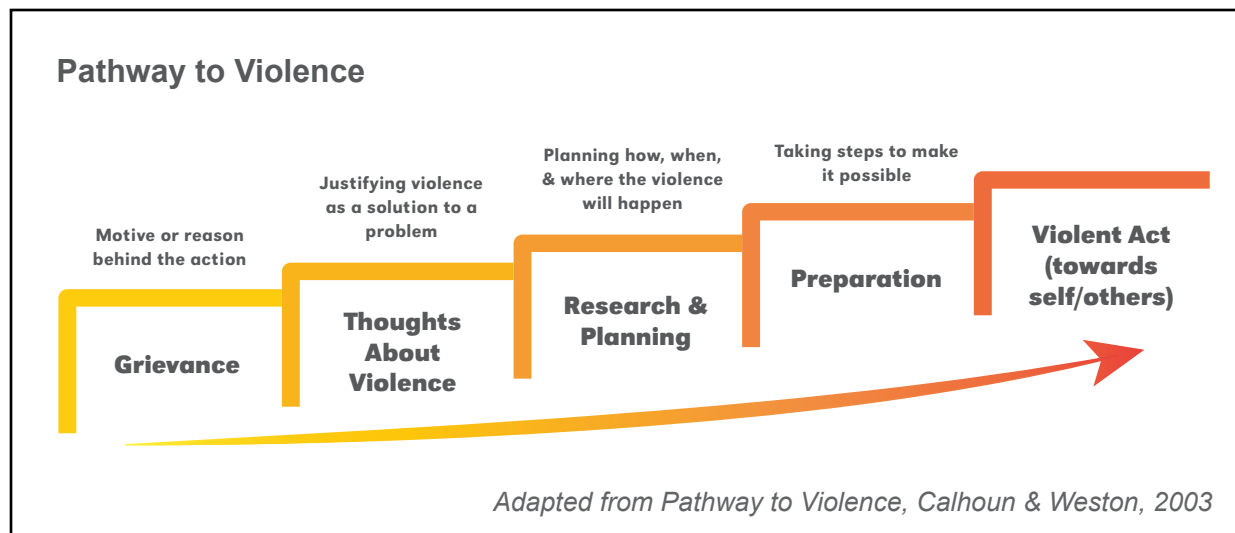 Pathway to Violence
Motive or reason
behind the action
Grievance
Justifying violence
as a solution to a
problem
Thoughts
About
Violence
Planning how, when,
& where the violence
will happen
Research &
Planning
Taking steps to make
it possible
Preparation
Violent Act
(towards
self/others)
Adapted from Pathway to Violence, Calhoun & Weston, 2003